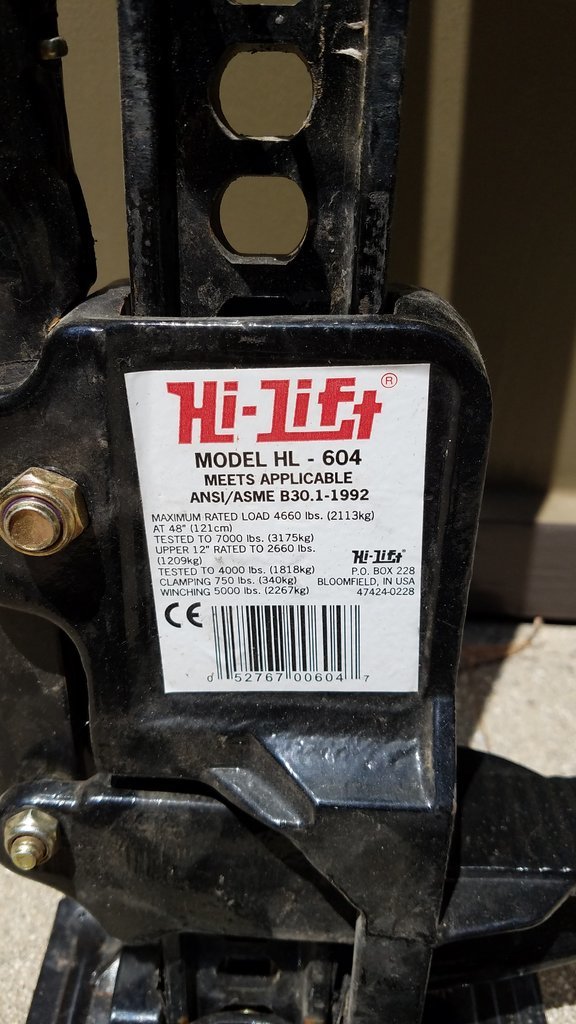 Hi-Lift ®
MODEL HL - 604
MEETS APPLICABLE
ANSI/ASME B30.1-1992
MAXIMUM RATED LOAD 4660 lbs. (2113kg)
AT 48" (121cm)
TESTED TO 7000 lbs. (3175kg)
UPPER 12" RATED TO 2660 lbs.
(1209kg)
TESTED TO 4000 lbs. (1818kg)
CLAMPING 750 lbs. (340kg)
WINCHING 5000 lbs. (2267kg)
Hi-Lift®
P.O. BOX 228
BLOOMFIELD, IN USA
47424-0228
CE
0 52767 00604 7